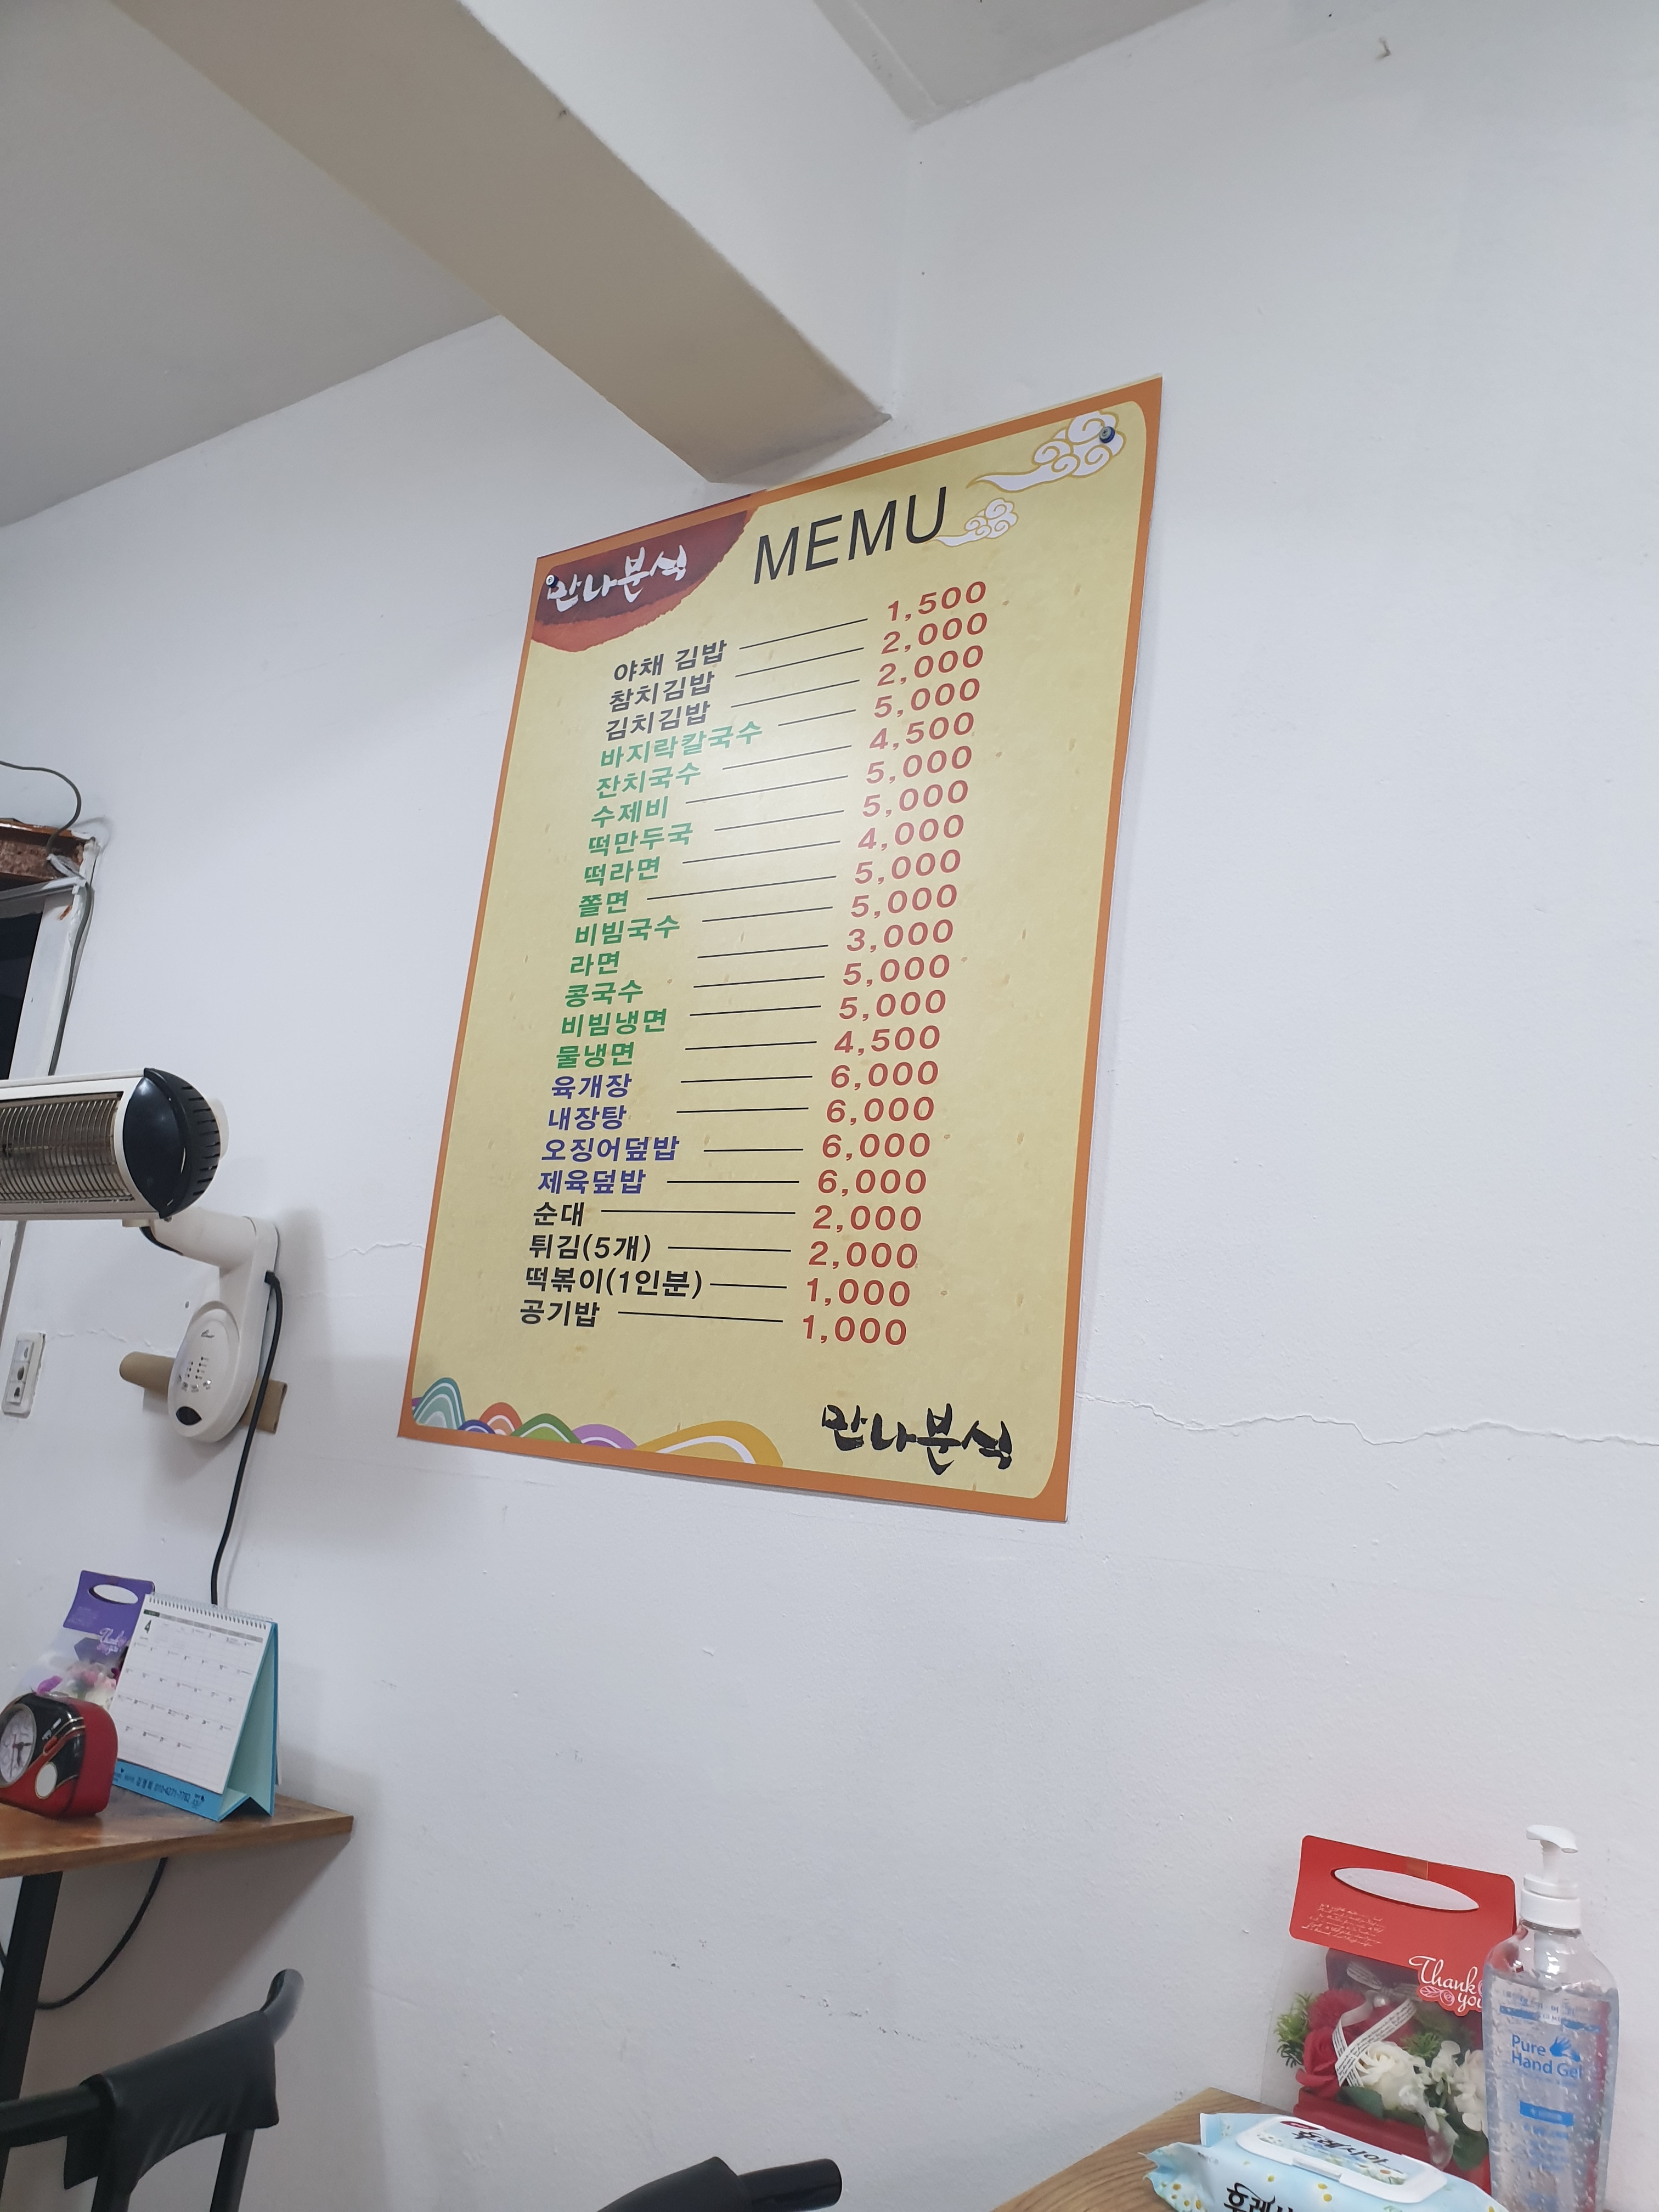 만나분식
MEMU
야채 김밥 1,500
참치김밥 2,000
김치김밥 2,000
바지락칼국수 5,000
잔치국수 4,500
수제비 5,000
떡만두국 5,000
떡라면 4,000
쫄면 5,000
비빔국수 5,000
라면 3,000
콩국수 5,000
비빔냉면 5,000
물냉면 4,500
육개장 6,000
내장탕 6,000
오징어덮밥 6,000
제육덮밥 6,000
순대 2,000
튀김(5개) 2,000
떡볶이(1인분) 1,000
공기밥 1,000
만나분식
4
Thank
you
Pure
Hand Gel